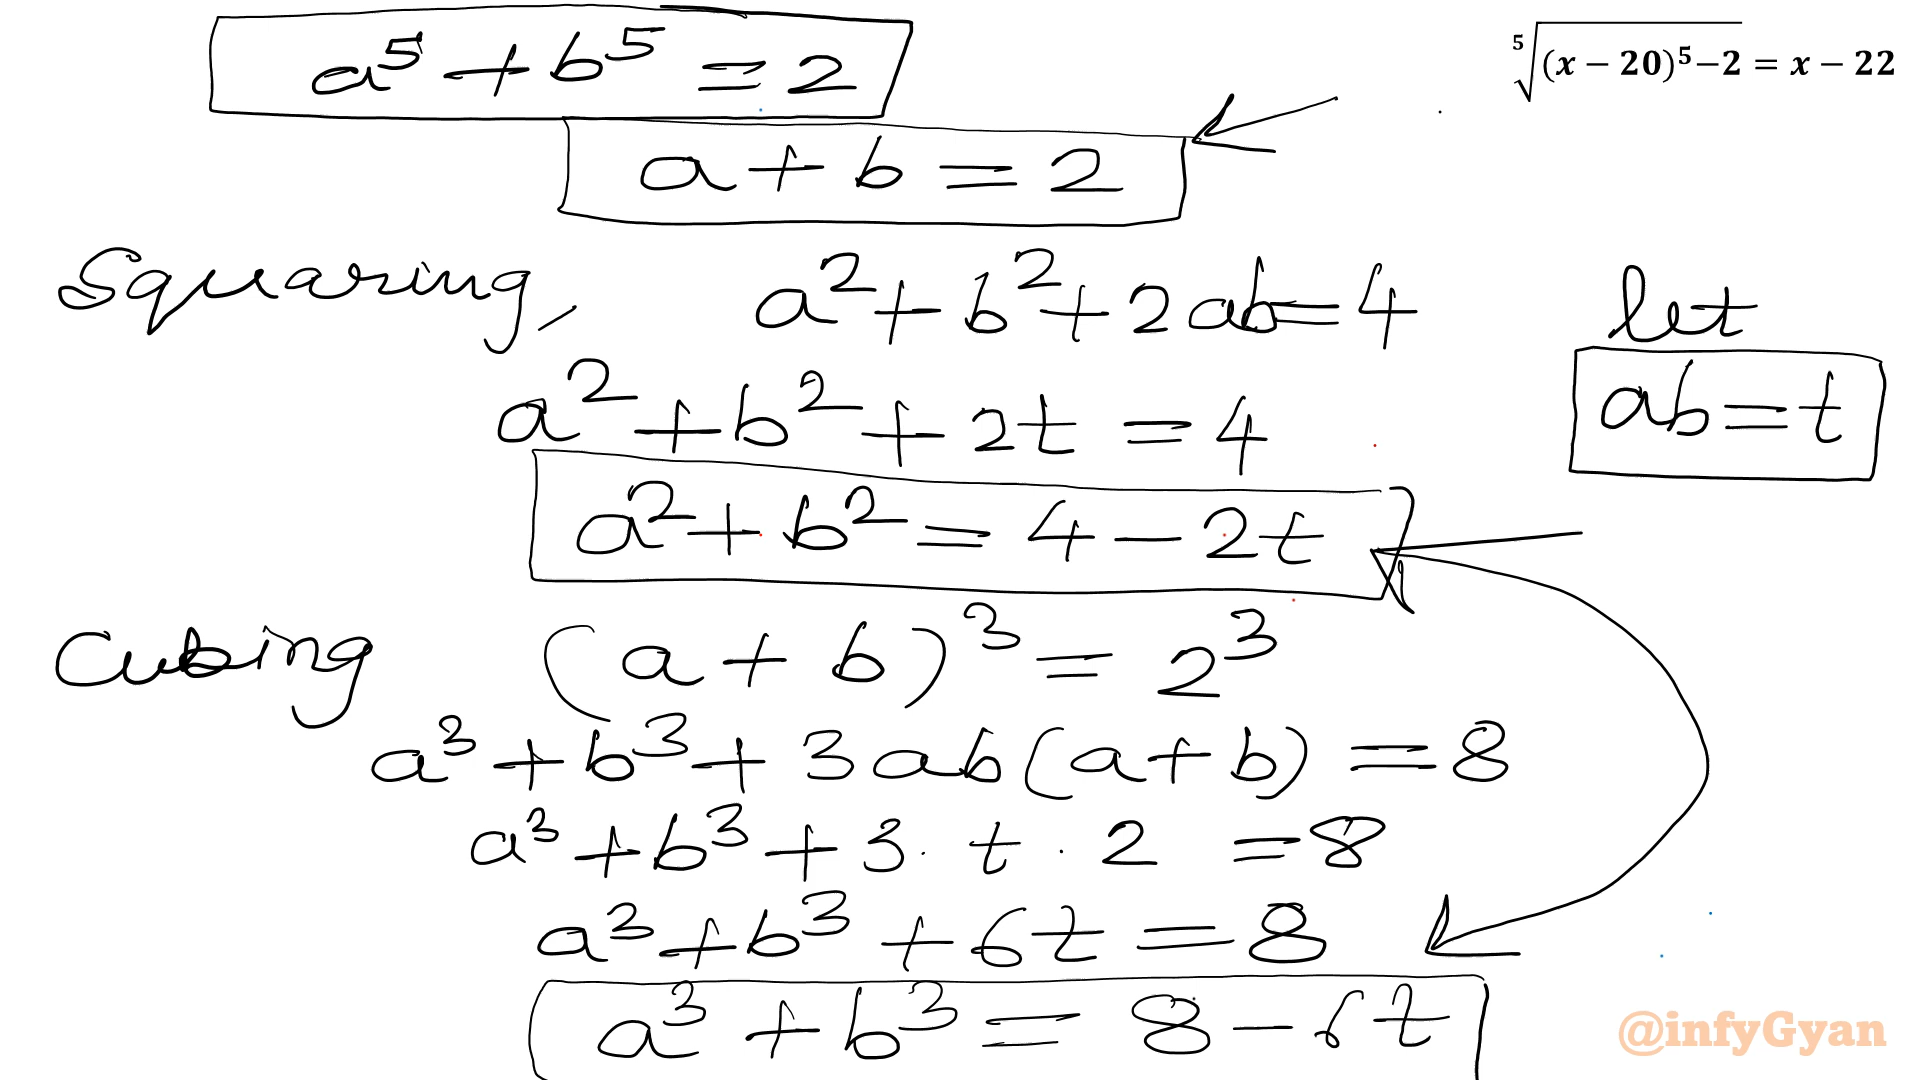 a⁵ + b⁵ = 2
⁵√((x − 20)⁵−2) = x − 22
a + b = 2
Squaring, a² + b² + 2ab = 4
let
a² + b² + 2t = 4
ab = t
a² + b² = 4 − 2t
Cubing (a + b)³ = 2³
a³ + b³ + 3ab(a + b) = 8
a³ + b³ + 3 · t · 2 = 8
a³ + b³ + 6t = 8
a³ + b³ = 8 − 6t
@infyGyan